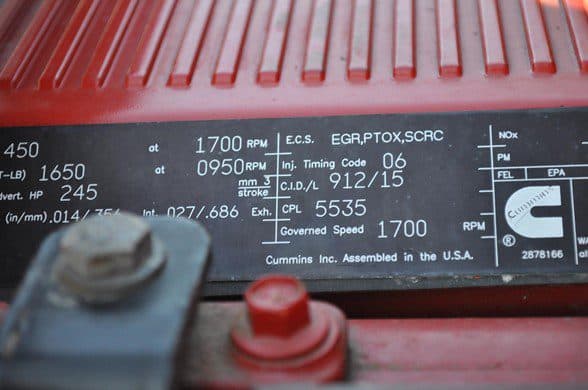 450 at 1700 RPM
T-LB) 1650 at 0950 RPM
dvert. HP 245 mm 3 stroke
(in/mm) .014/.356 Int. .027/.686 Exh.
E.C.S. EGR,PTOX,SCRC
Inj. Timing Code 06
C.I.D./L 912/15
CPL 5535
Governed Speed 1700 RPM
Cummins Inc. Assembled in the U.S.A.
NOx
PM
FEL EPA
Cummins
®
2878166